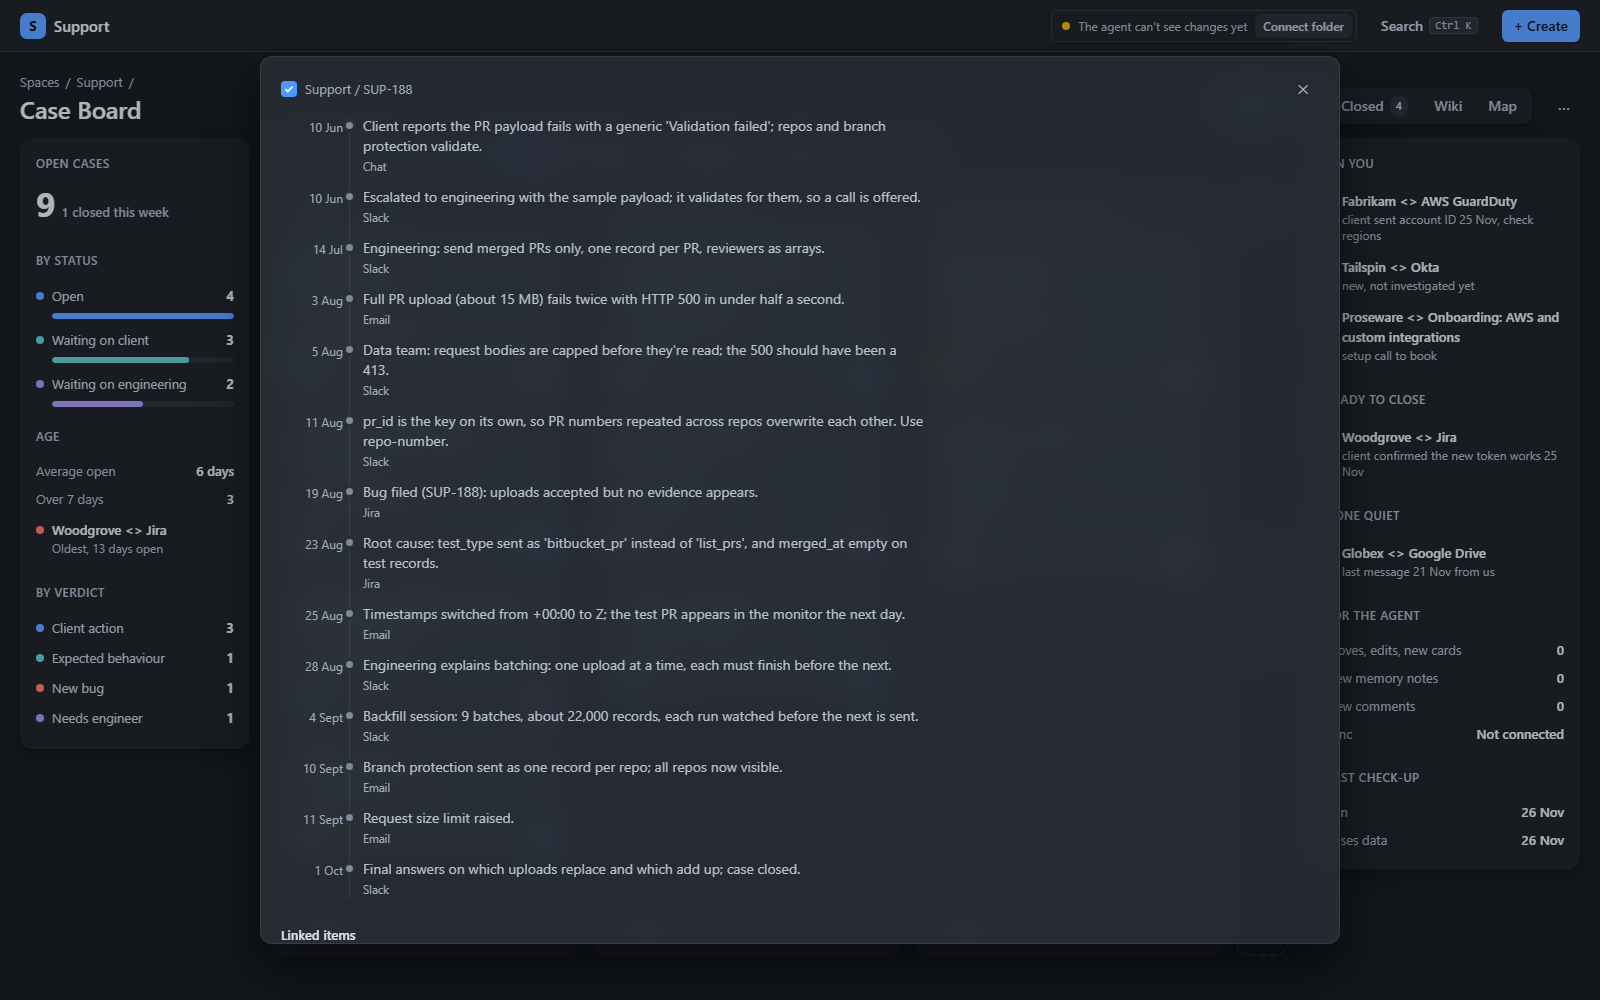 S Support
The agent can't see changes yet Connect folder
Search Ctrl K
+ Create
Spaces / Support /
Case Board
OPEN CASES
9 1 closed this week
BY STATUS
Open 4
Waiting on client 3
Waiting on engineering 2
AGE
Average open 6 days
Over 7 days 3
Woodgrove <> Jira
Oldest, 13 days open
BY VERDICT
Client action 3
Expected behaviour 1
New bug 1
Needs engineer 1
Support / SUP-188
10 Jun Client reports the PR payload fails with a generic 'Validation failed'; repos and branch
protection validate.
Chat
10 Jun Escalated to engineering with the sample payload; it validates for them, so a call is offered.
Slack
14 Jul Engineering: send merged PRs only, one record per PR, reviewers as arrays.
Slack
3 Aug Full PR upload (about 15 MB) fails twice with HTTP 500 in under half a second.
Email
5 Aug Data team: request bodies are capped before they're read; the 500 should have been a
413.
Slack
11 Aug pr_id is the key on its own, so PR numbers repeated across repos overwrite each other. Use
repo-number.
Slack
19 Aug Bug filed (SUP-188): uploads accepted but no evidence appears.
Jira
23 Aug Root cause: test_type sent as 'bitbucket_pr' instead of 'list_prs', and merged_at empty on
test records.
Jira
25 Aug Timestamps switched from +00:00 to Z; the test PR appears in the monitor the next day.
Email
28 Aug Engineering explains batching: one upload at a time, each must finish before the next.
Slack
4 Sept Backfill session: 9 batches, about 22,000 records, each run watched before the next is sent.
Slack
10 Sept Branch protection sent as one record per repo; all repos now visible.
Email
11 Sept Request size limit raised.
Email
1 Oct Final answers on which uploads replace and which add up; case closed.
Slack
Linked items
Closed 4 Wiki Map ...
N YOU
Fabrikam <> AWS GuardDuty
client sent account ID 25 Nov, check
regions
Tailspin <> Okta
new, not investigated yet
Proseware <> Onboarding: AWS and
custom integrations
setup call to book
ADY TO CLOSE
Woodgrove <> Jira
client confirmed the new token works 25
Nov
ONE QUIET
Globex <> Google Drive
last message 21 Nov from us
OR THE AGENT
oves, edits, new cards 0
ew memory notes 0
ew comments 0
nc Not connected
ST CHECK-UP
n 26 Nov
ses data 26 Nov